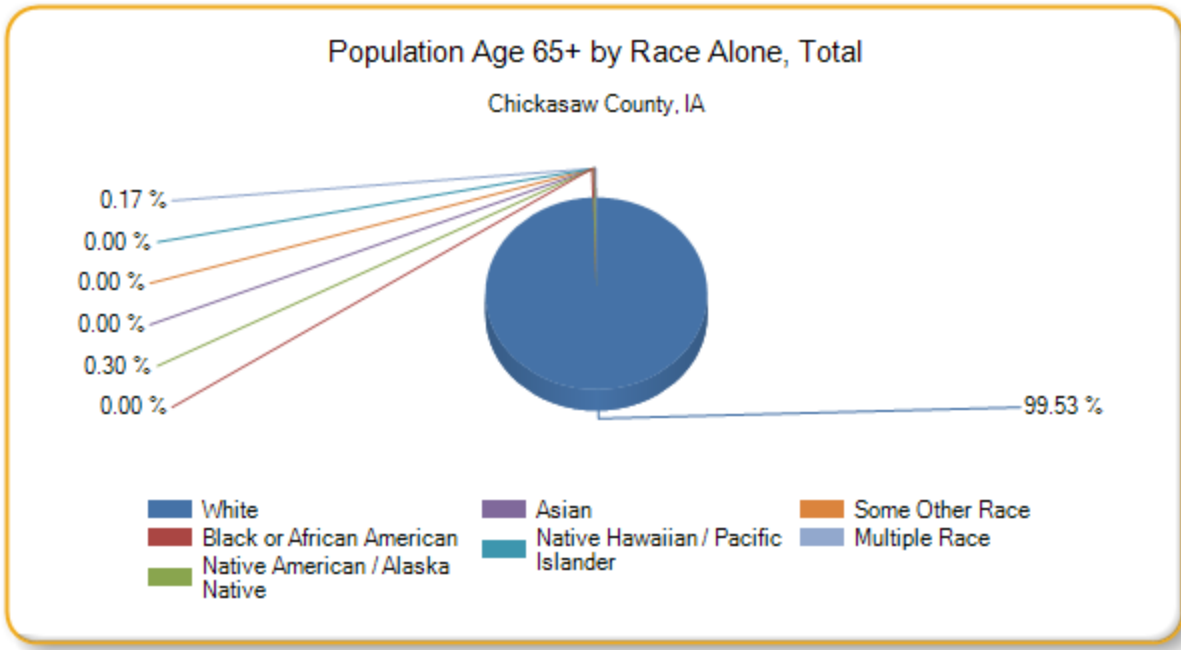 Population Age 65+ by Race Alone, Total
Chickasaw County, IA
0.17 %
0.00 %
0.00 %
0.00 %
0.30 %
0.00 %
99.53 %
White
Black or African American
Native American / Alaska
Native
Asian
Native Hawaiian / Pacific
Islander
Some Other Race
Multiple Race